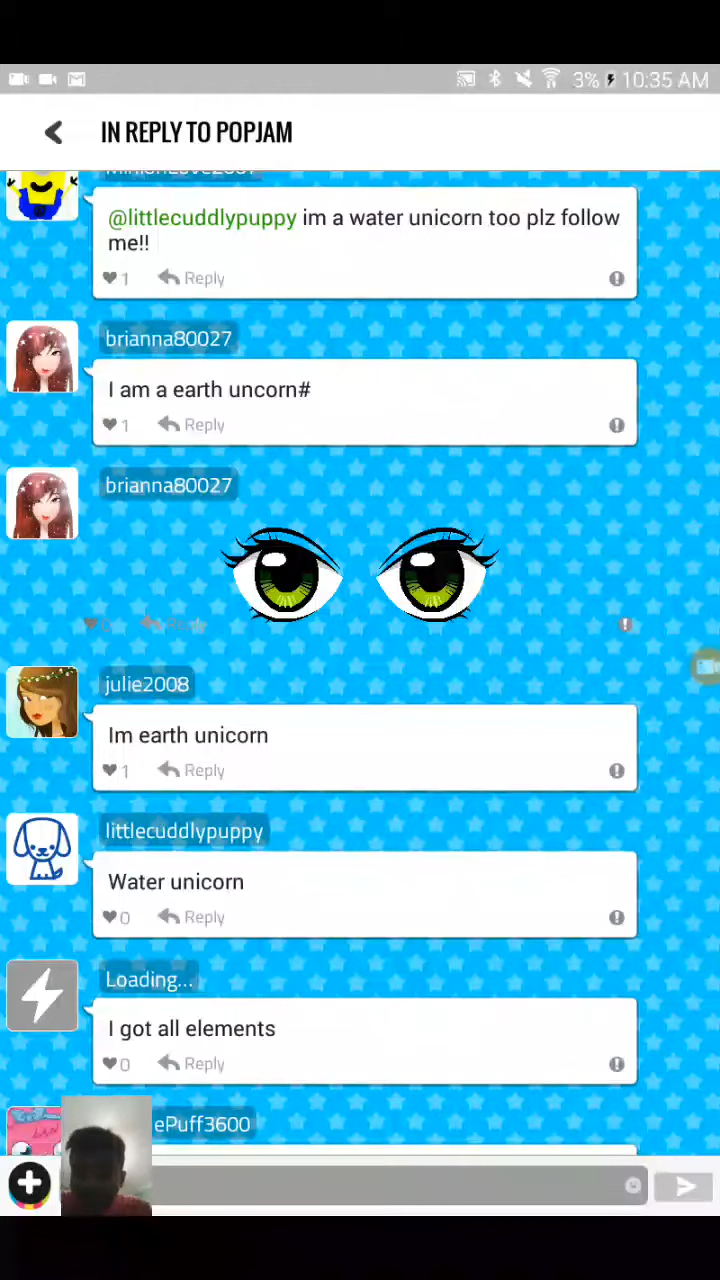 3% 10:35 AM
IN REPLY TO POPJAM
@littlecuddlypuppy im a water unicorn too plz follow
me!!
1 Reply
brianna80027
I am a earth uncorn#
1 Reply
brianna80027
0 Reply
julie2008
Im earth unicorn
1 Reply
littlecuddlypuppy
Water unicorn
0 Reply
Loading...
I got all elements
0 Reply
ePuff3600